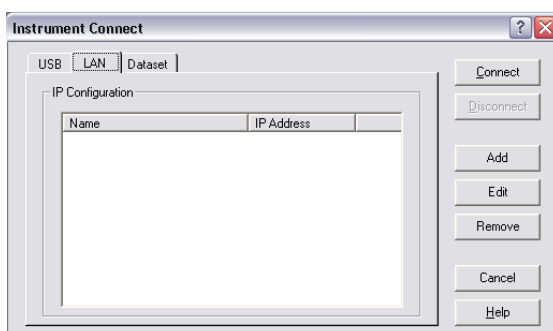 Instrument Connect
USB LAN Dataset
IP Configuration
Name IP Address
Connect
Disconnect
Add
Edit
Remove
Cancel
Help